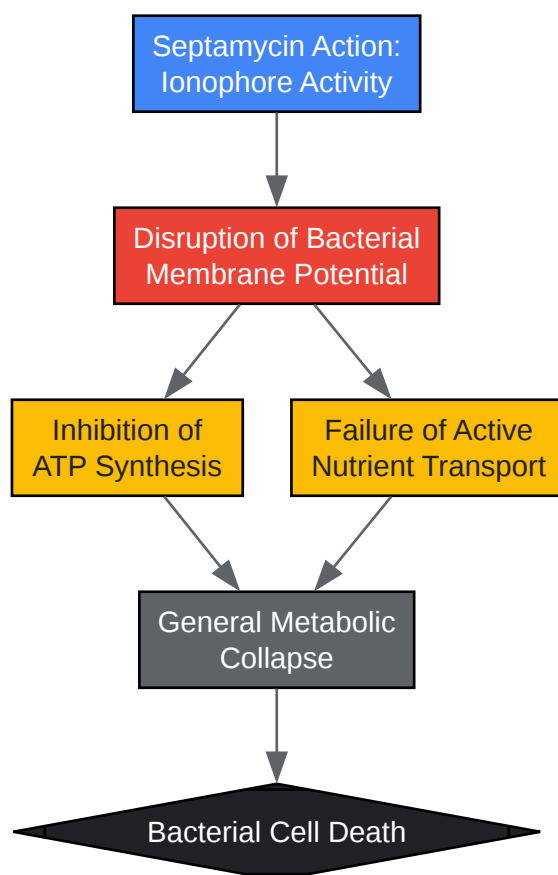 Septamycin Action:
Ionophore Activity
Disruption of Bacterial
Membrane Potential
Inhibition of
ATP Synthesis
Failure of Active
Nutrient Transport
General Metabolic
Collapse
Bacterial Cell Death